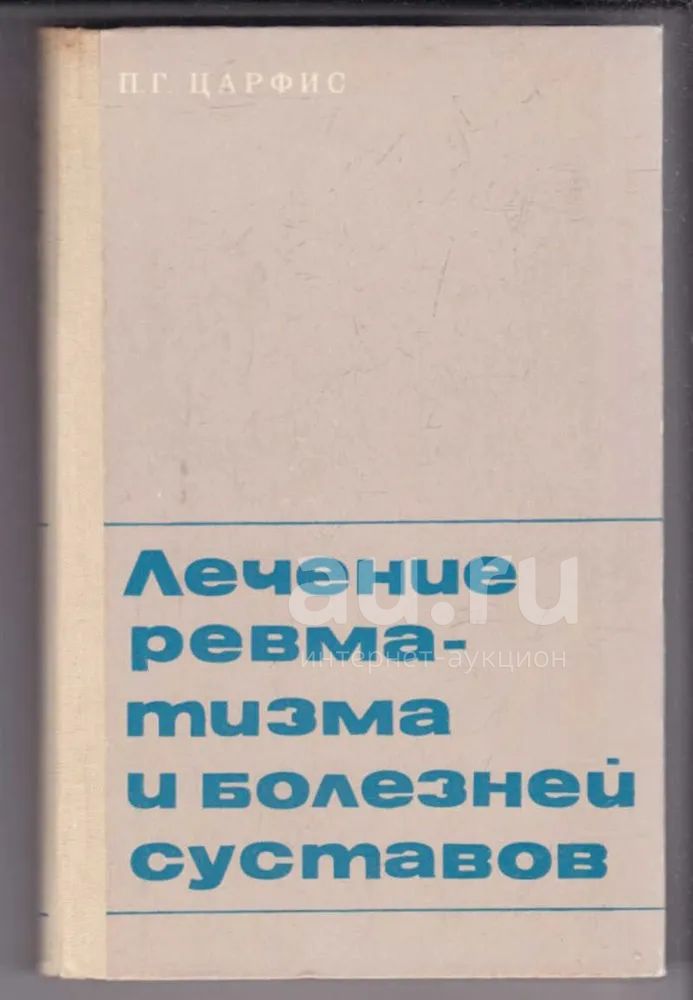 П. Г. ЦАРФИС
Лечение
au.ru
ревма-
интернет-аукцион
тизма
и болезней
суставов